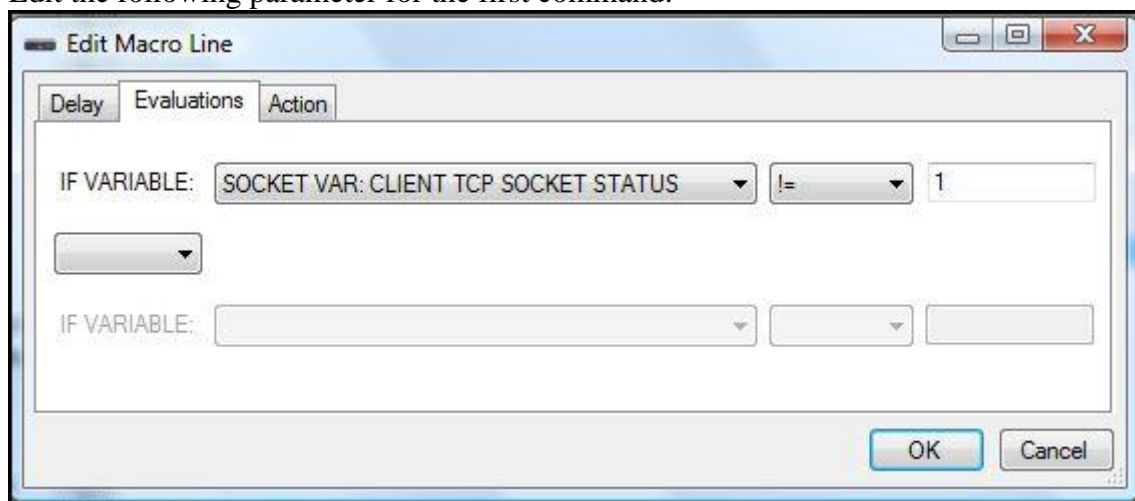 Edit the following parameter for the first command:
Edit Macro Line
Delay Evaluations Action
IF VARIABLE: SOCKET VAR: CLIENT TCP SOCKET STATUS != 1
IF VARIABLE:
OK Cancel